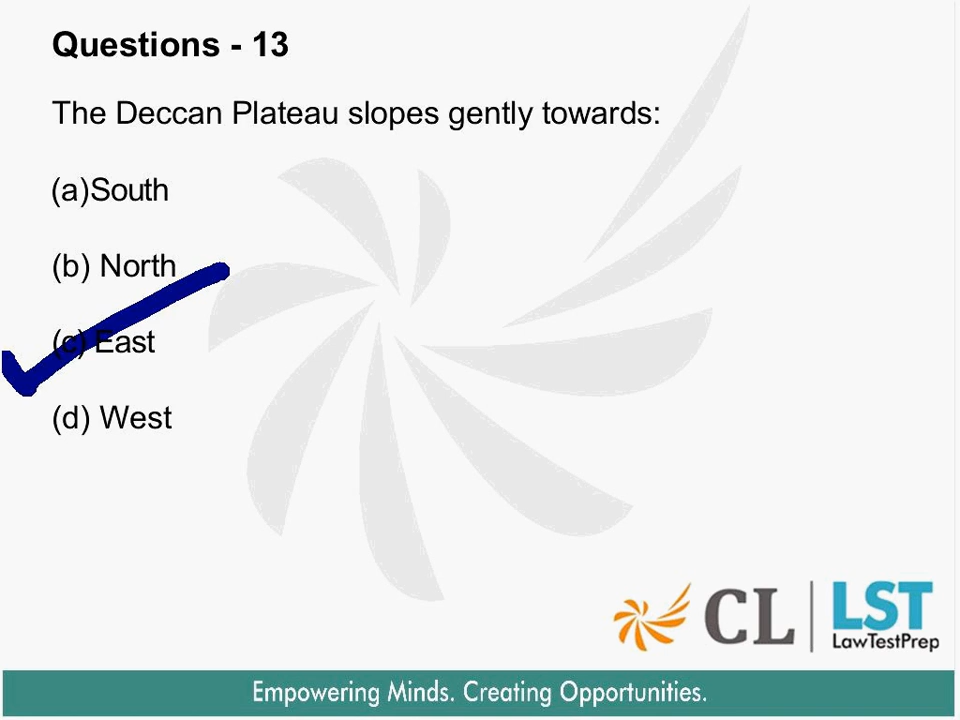 Questions - 13
The Deccan Plateau slopes gently towards:
(a)South
(b) North
(c) East
(d) West
CL | LST
LawTestPrep
Empowering Minds. Creating Opportunities.